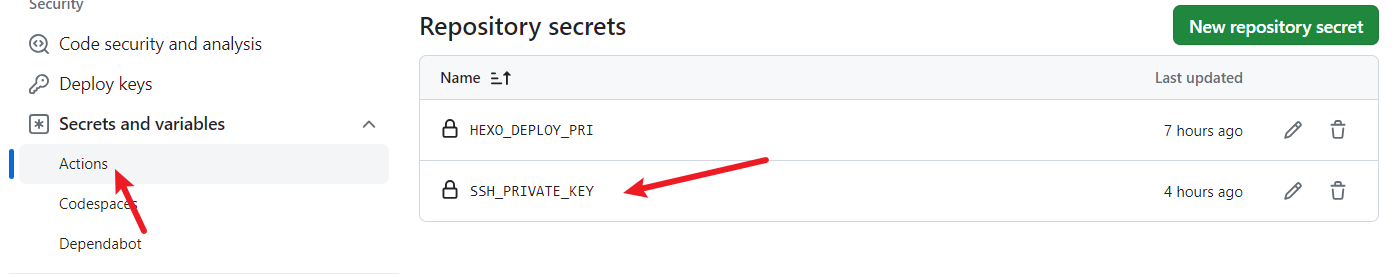 Security
Code security and analysis
Deploy keys
Secrets and variables
Actions
Codespaces
Dependabot
Repository secrets
New repository secret
Name Last updated
HEXO_DEPLOY_PRI 7 hours ago
SSH_PRIVATE_KEY 4 hours ago